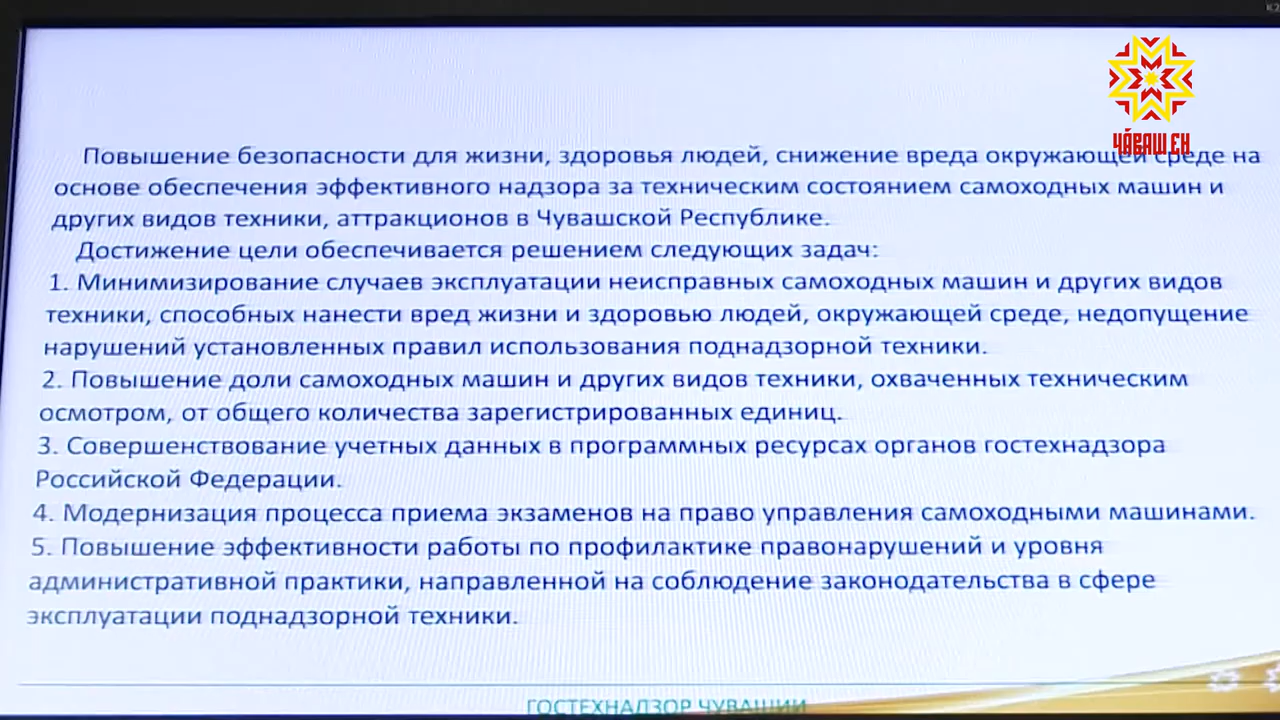 ЧӐВАШ ЕН
Повышение безопасности для жизни, здоровья людей, снижение вреда окружающей среде на
основе обеспечения эффективного надзора за техническим состоянием самоходных машин и
других видов техники, аттракционов в Чувашской Республике.
Достижение цели обеспечивается решением следующих задач:
1. Минимизирование случаев эксплуатации неисправных самоходных машин и других видов
техники, способных нанести вред жизни и здоровью людей, окружающей среде, недопущение
нарушений установленных правил использования поднадзорной техники.
2. Повышение доли самоходных машин и других видов техники, охваченных техническим
осмотром, от общего количества зарегистрированных единиц.
3. Совершенствование учетных данных в программных ресурсах органов гостехнадзора
Российской Федерации.
4. Модернизация процесса приема экзаменов на право управления самоходными машинами.
5. Повышение эффективности работы по профилактике правонарушений и уровня
административной практики, направленной на соблюдение законодательства в сфере
эксплуатации поднадзорной техники.
ГОСТЕХНАДЗОР ЧУВАШИИ